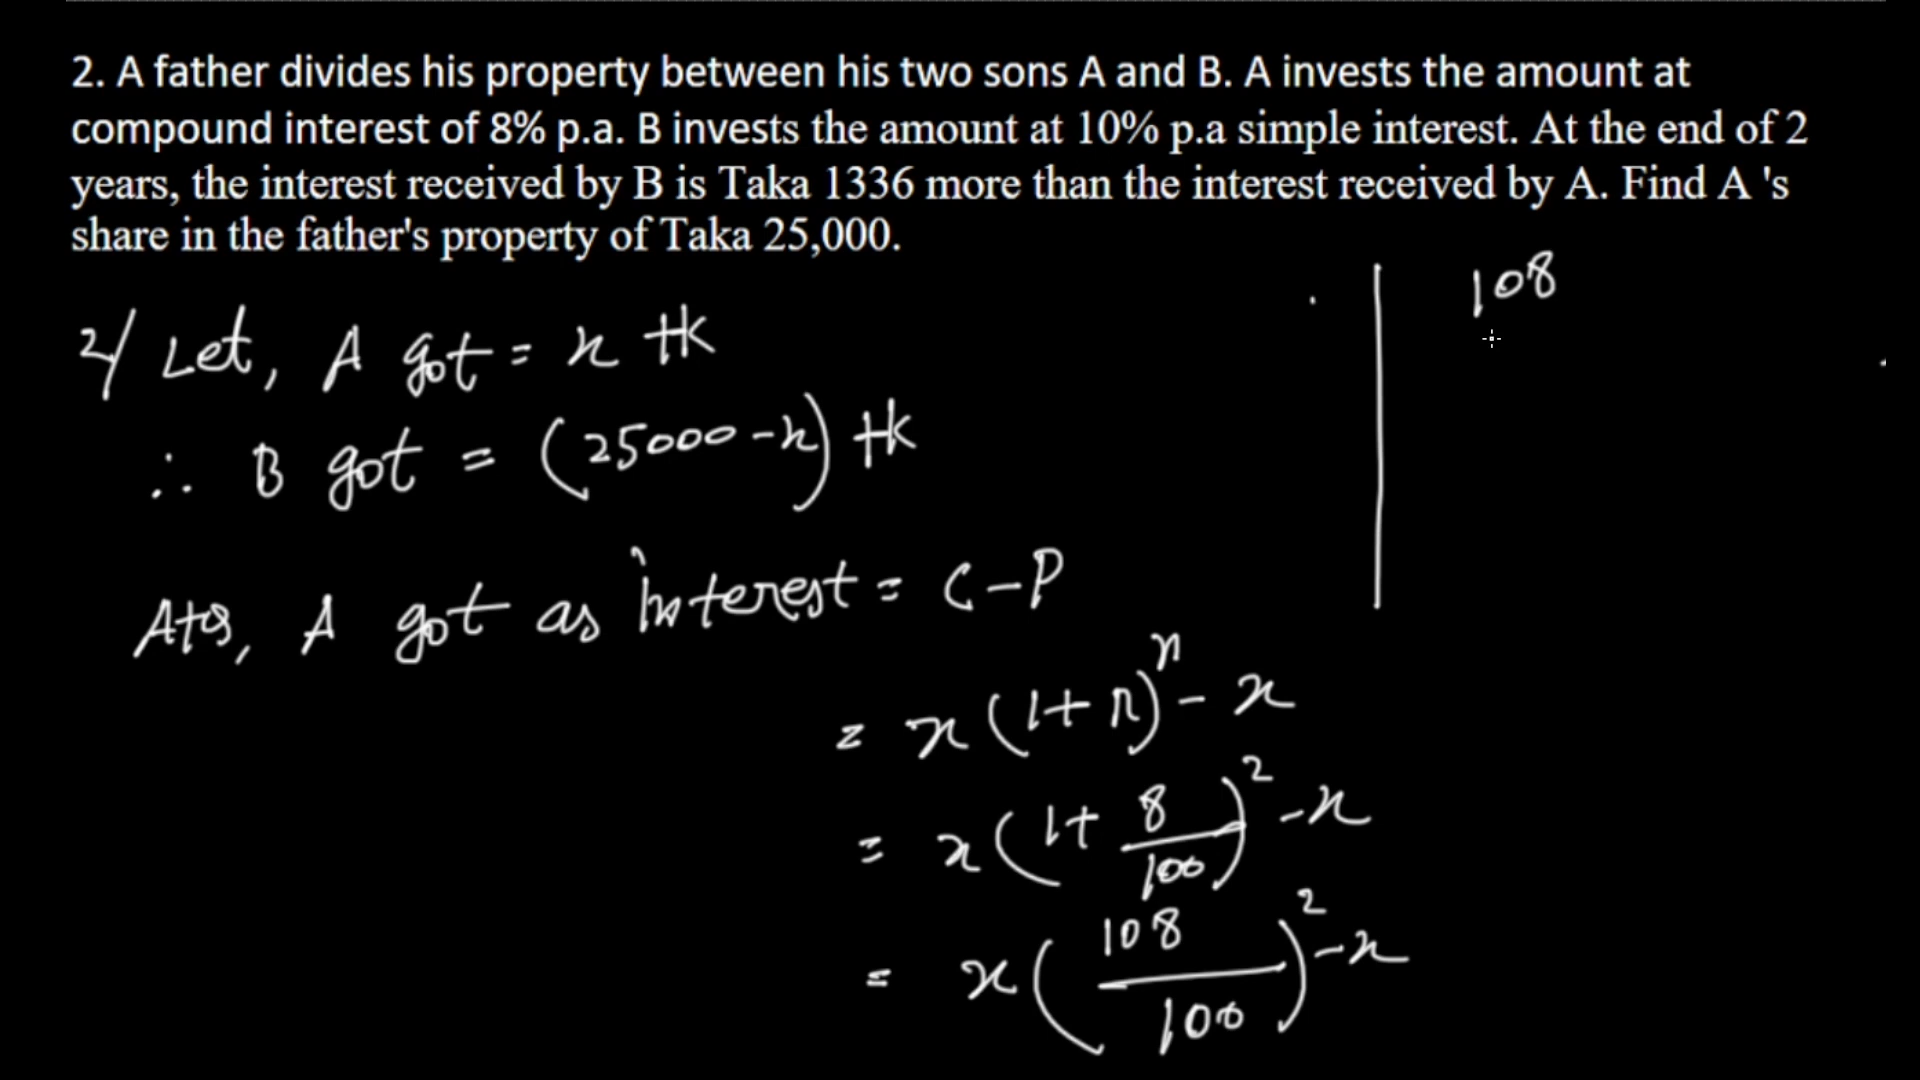 2. A father divides his property between his two sons A and B. A invests the amount at
compound interest of 8% p.a. B invests the amount at 10% p.a simple interest. At the end of 2
years, the interest received by B is Taka 1336 more than the interest received by A. Find A 's
share in the father's property of Taka 25,000.
108
2/ Let, A got = x tk
∴ B got = (25000-x) tk
Atq, A got as interest = C-P
= x(1+r)^n - x
= x(1+8/100)^2 - x
= x(108/100)^2 - x